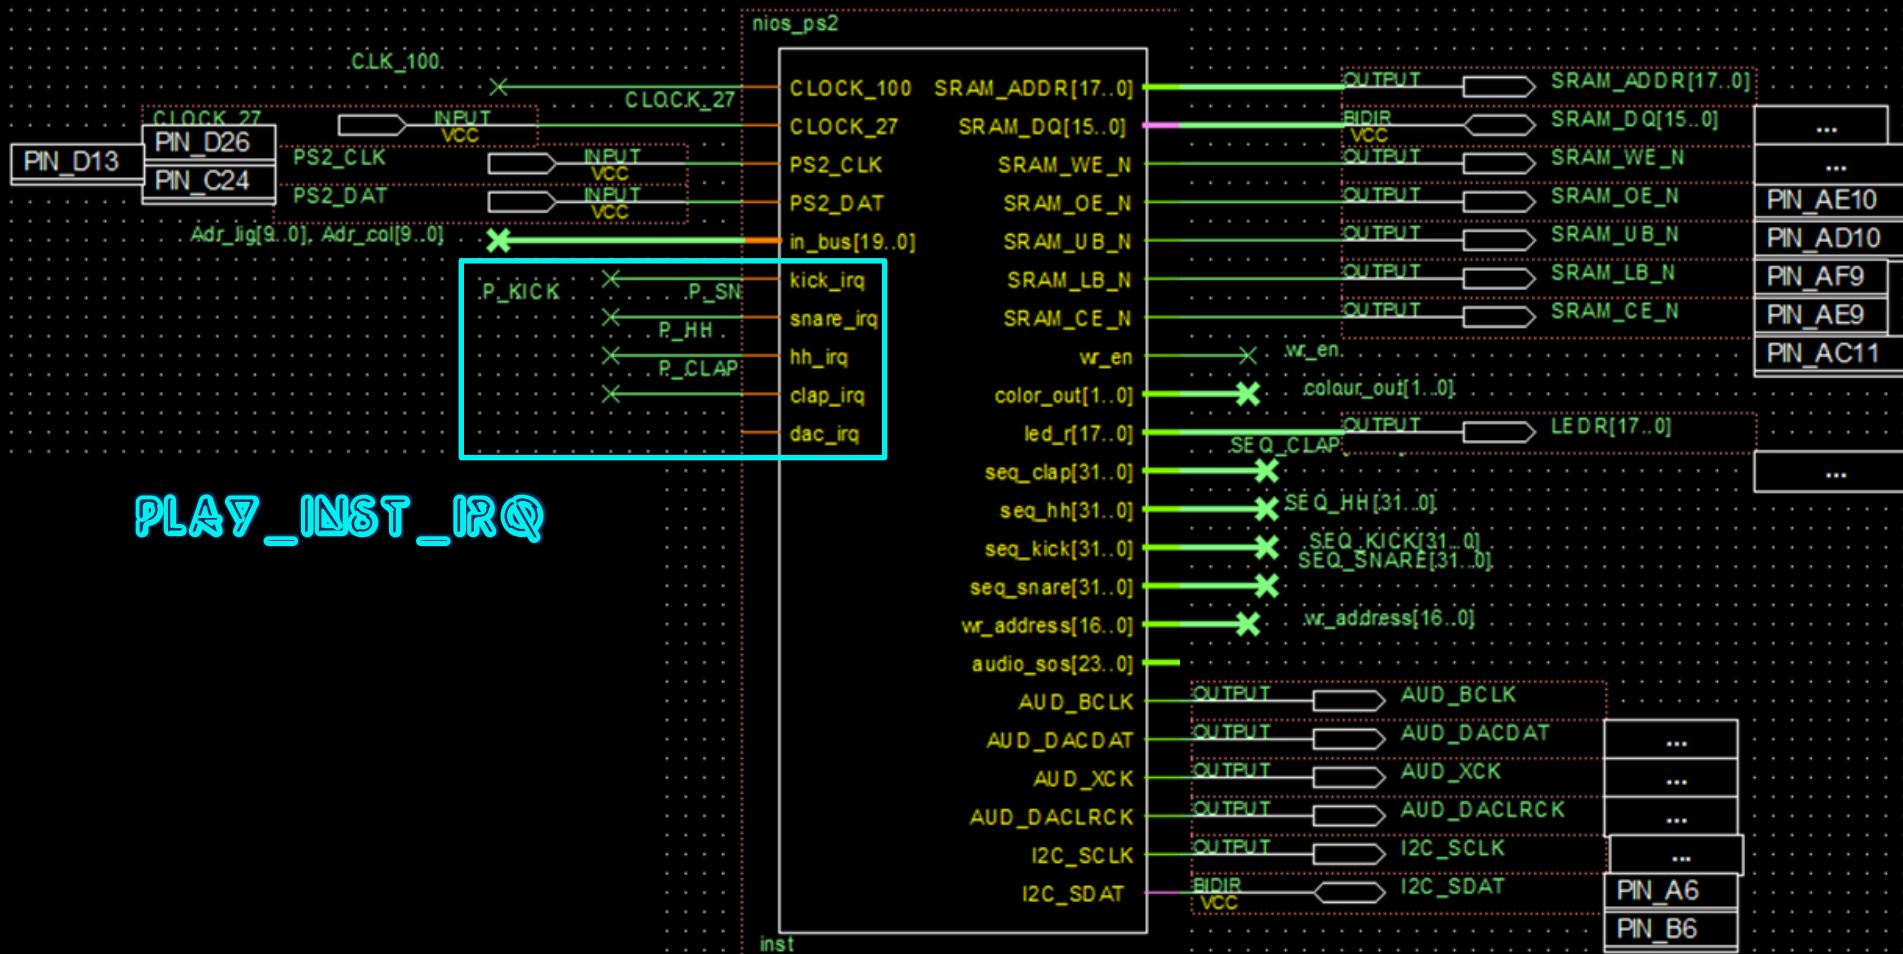 nios_ps2
CLK_100
CLOCK_100
SRAM_ADDR[17..0]
OUTPUT
SRAM_ADDR[17..0]
CLOCK_27
CLOCK_27
INPUT
VCC
CLOCK_27
SRAM_DQ[15..0]
BIDIR
VCC
SRAM_DQ[15..0]
...
PIN_D13
PIN_D26
PIN_C24
PS2_CLK
INPUT
VCC
PS2_CLK
SRAM_WE_N
OUTPUT
SRAM_WE_N
...
PS2_DAT
INPUT
VCC
PS2_DAT
SRAM_OE_N
OUTPUT
SRAM_OE_N
PIN_AE10
Adr_lig[9..0], Adr_col[9..0]
in_bus[19..0]
SRAM_UB_N
OUTPUT
SRAM_UB_N
PIN_AD10
P_KICK
kick_irq
SRAM_LB_N
OUTPUT
SRAM_LB_N
PIN_AF9
P_SN
snare_irq
SRAM_CE_N
OUTPUT
SRAM_CE_N
PIN_AE9
P_HH
hh_irq
wr_en
wr_en
PIN_AC11
P_CLAP
clap_irq
color_out[1..0]
colour_out[1..0]
dac_irq
led_r[17..0]
OUTPUT
LEDR[17..0]
SEQ_CLAP
seq_clap[31..0]
...
PLAY_INST_IRQ
seq_hh[31..0]
SEQ_HH[31..0]
seq_kick[31..0]
SEQ_KICK[31..0]
SEQ_SNARE[31..0]
seq_snare[31..0]
wr_address[16..0]
wr_address[16..0]
audio_sos[23..0]
AUD_BCLK
OUTPUT
AUD_BCLK
AUD_DACDAT
OUTPUT
AUD_DACDAT
...
AUD_XCK
OUTPUT
AUD_XCK
...
AUD_DACLRCK
OUTPUT
AUD_DACLRCK
...
I2C_SCLK
OUTPUT
I2C_SCLK
...
I2C_SDAT
BIDIR
VCC
I2C_SDAT
PIN_A6
PIN_B6
inst